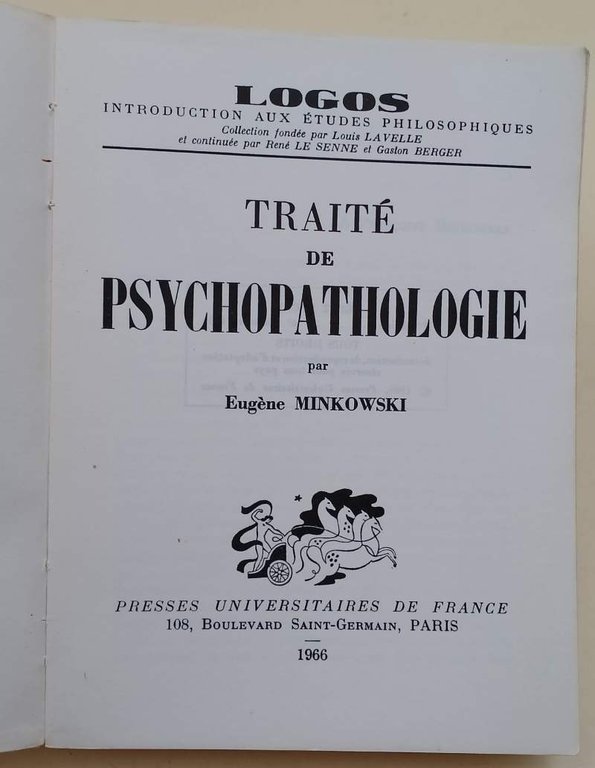 LOGOS
INTRODUCTION AUX ÉTUDES PHILOSOPHIQUES
Collection fondée par Louis LAVELLE
et continuée par René LE SENNE et Gaston BERGER
TRAITÉ
DE
PSYCHOPATHOLOGIE
par
Eugène MINKOWSKI
PRESSES UNIVERSITAIRES DE FRANCE
108, BOULEVARD SAINT-GERMAIN, PARIS
1966